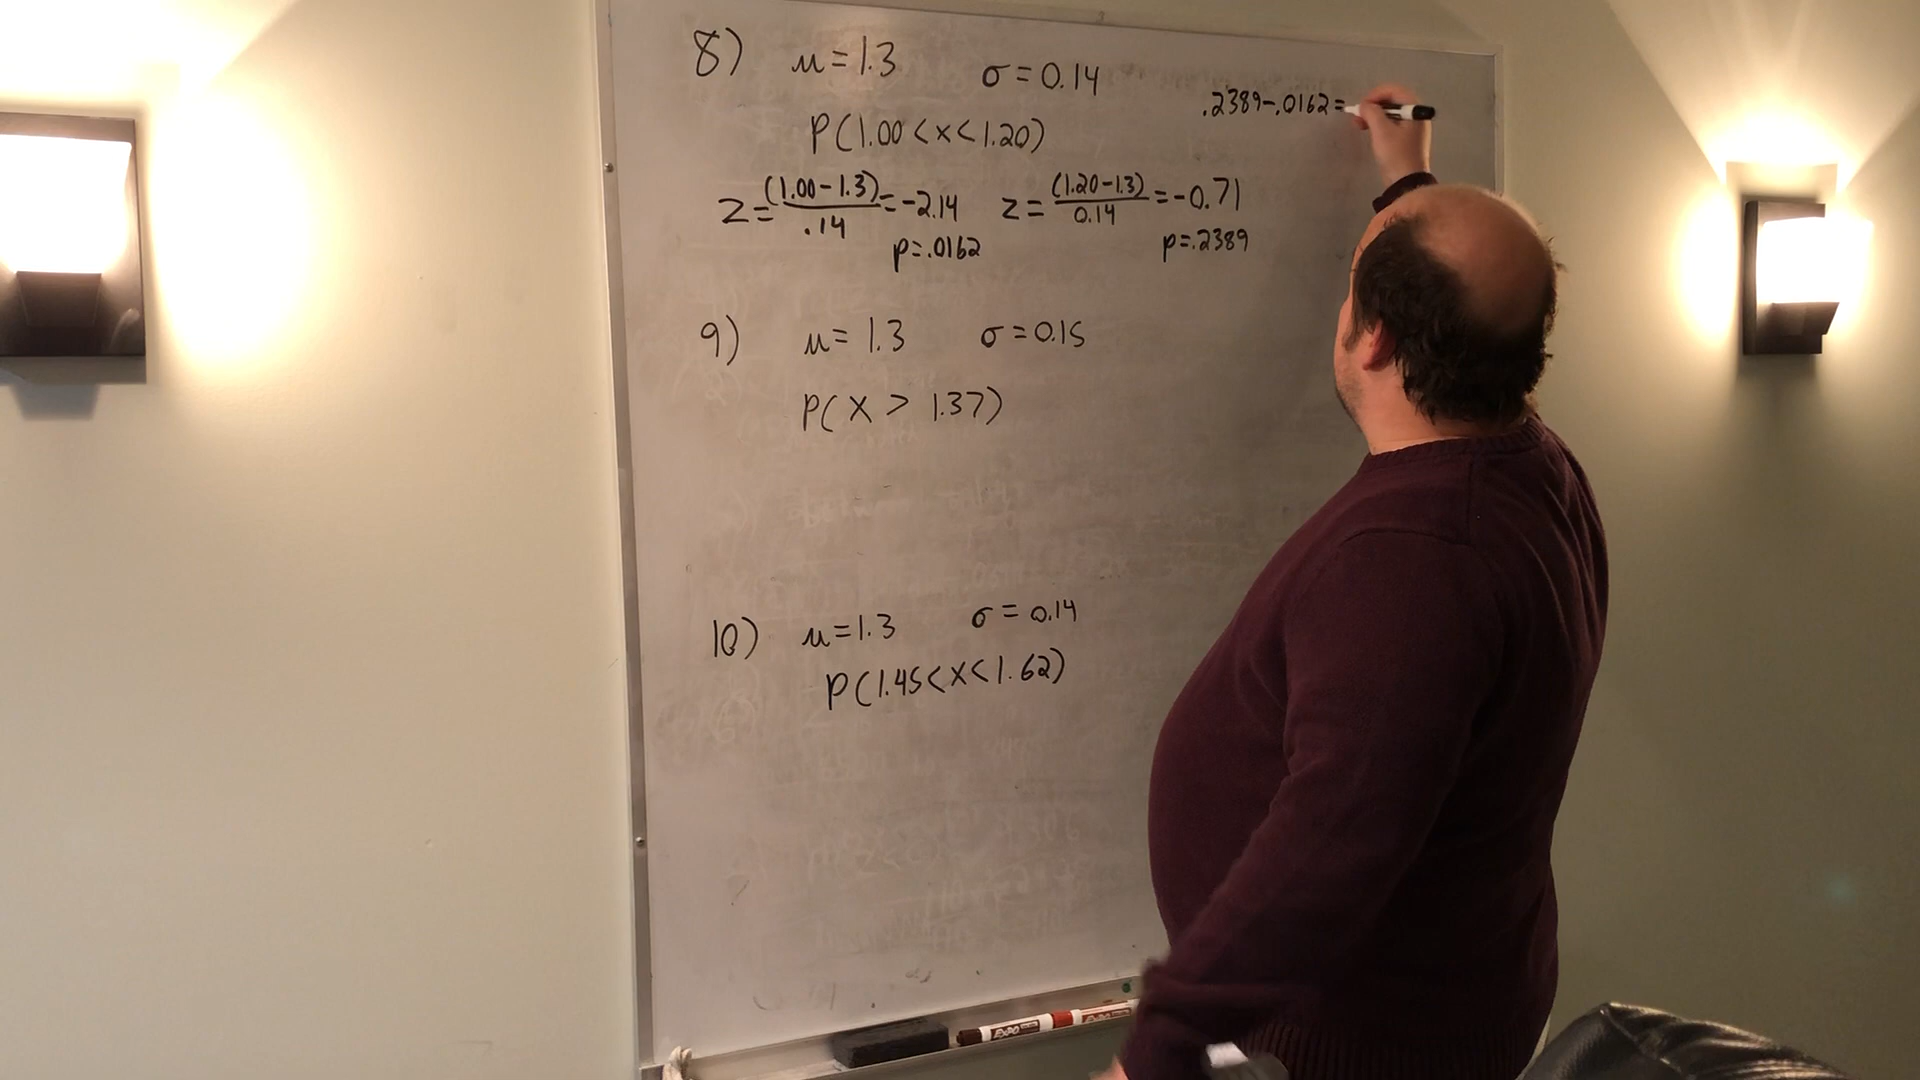 8) μ=1.3 σ=0.14
.2389-.0162=
P(1.00<x<1.20)
z=(1.00-1.3)/.14=-2.14 z=(1.20-1.3)/0.14=-0.71
p=.0162 p=.2389
9) μ=1.3 σ=0.15
P(X > 1.37)
10) μ=1.3 σ=0.14
P(1.45<x<1.62)
EXPO